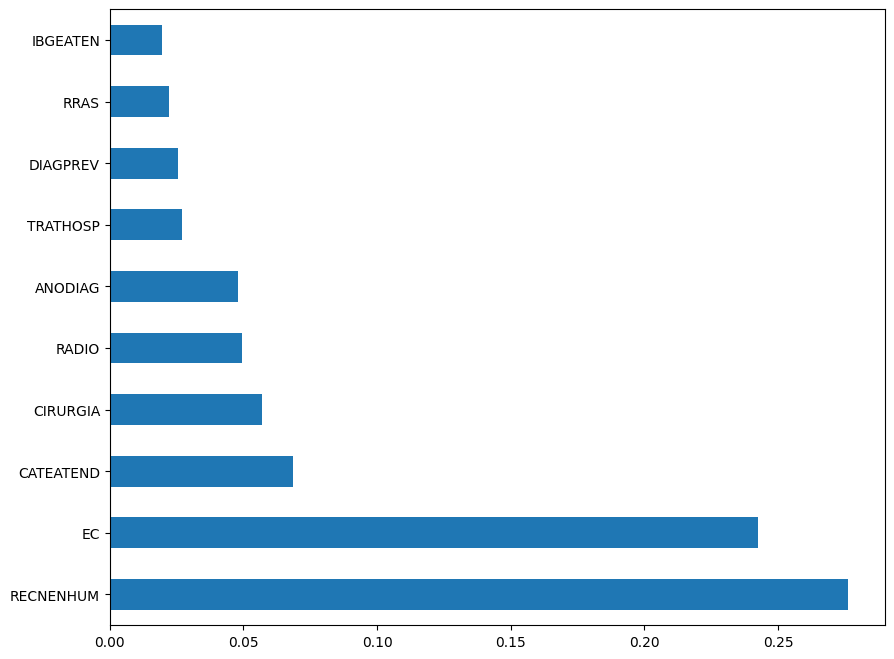 IBGEATEN
RRAS
DIAGPREV
TRATHOSP
ANODIAG
RADIO
CIRURGIA
CATEATEND
EC
RECNENHUM
0.00 0.05 0.10 0.15 0.20 0.25